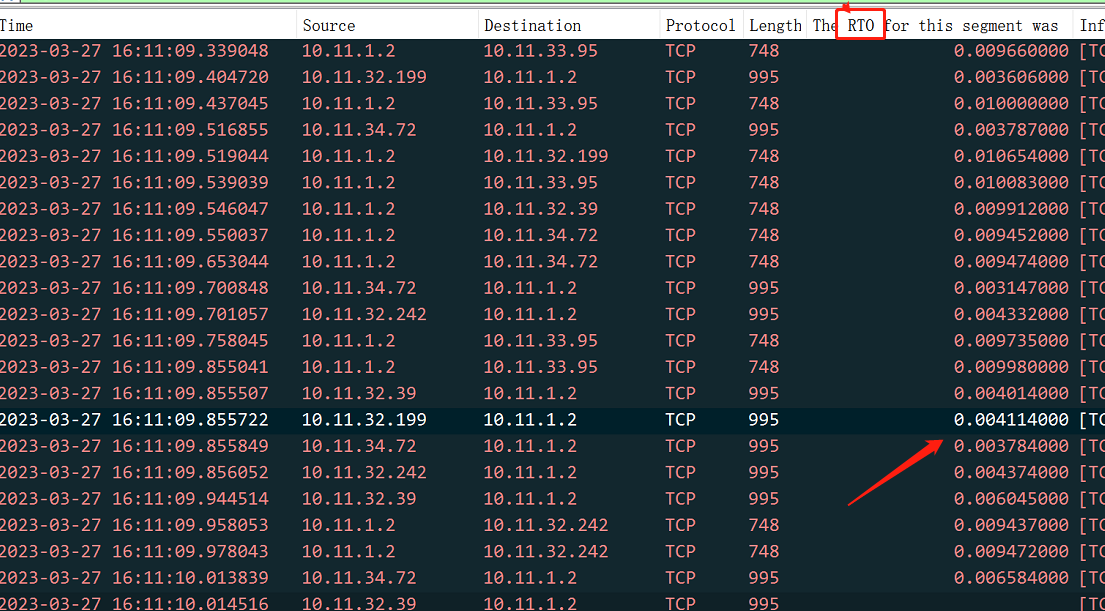 Time Source Destination Protocol Length The RTO for this segment was Inf
2023-03-27 16:11:09.339048 10.11.1.2 10.11.33.95 TCP 748 0.009660000 [TC
2023-03-27 16:11:09.404720 10.11.32.199 10.11.1.2 TCP 995 0.003606000 [TC
2023-03-27 16:11:09.437045 10.11.1.2 10.11.33.95 TCP 748 0.010000000 [TC
2023-03-27 16:11:09.516855 10.11.34.72 10.11.1.2 TCP 995 0.003787000 [TC
2023-03-27 16:11:09.519044 10.11.1.2 10.11.32.199 TCP 748 0.010654000 [TC
2023-03-27 16:11:09.539039 10.11.1.2 10.11.33.95 TCP 748 0.010083000 [TC
2023-03-27 16:11:09.546047 10.11.1.2 10.11.32.39 TCP 748 0.009912000 [TC
2023-03-27 16:11:09.550037 10.11.1.2 10.11.34.72 TCP 748 0.009452000 [TC
2023-03-27 16:11:09.653044 10.11.1.2 10.11.34.72 TCP 748 0.009474000 [TC
2023-03-27 16:11:09.700848 10.11.34.72 10.11.1.2 TCP 995 0.003147000 [TC
2023-03-27 16:11:09.701057 10.11.32.242 10.11.1.2 TCP 995 0.004332000 [TC
2023-03-27 16:11:09.758045 10.11.1.2 10.11.33.95 TCP 748 0.009735000 [TC
2023-03-27 16:11:09.855041 10.11.1.2 10.11.33.95 TCP 748 0.009980000 [TC
2023-03-27 16:11:09.855507 10.11.32.39 10.11.1.2 TCP 995 0.004014000 [TC
2023-03-27 16:11:09.855722 10.11.32.199 10.11.1.2 TCP 995 0.004114000 [TC
2023-03-27 16:11:09.855849 10.11.34.72 10.11.1.2 TCP 995 0.003784000 [TC
2023-03-27 16:11:09.856052 10.11.32.242 10.11.1.2 TCP 995 0.004374000 [TC
2023-03-27 16:11:09.944514 10.11.32.39 10.11.1.2 TCP 995 0.006045000 [TC
2023-03-27 16:11:09.958053 10.11.1.2 10.11.32.242 TCP 748 0.009437000 [TC
2023-03-27 16:11:09.978043 10.11.1.2 10.11.32.242 TCP 748 0.009472000 [TC
2023-03-27 16:11:10.013839 10.11.34.72 10.11.1.2 TCP 995 0.006584000 [TC
2023-03-27 16:11:10.014516 10.11.32.39 10.11.1.2 TCP 995 [TC